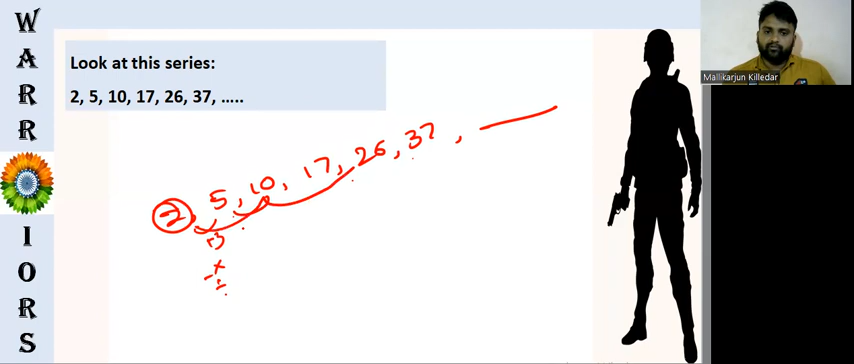 WARRIORS
Look at this series:
2, 5, 10, 17, 26, 37, .....
Mallikarjun Killedar
2 5, 10, 17, 26, 37, 
+3